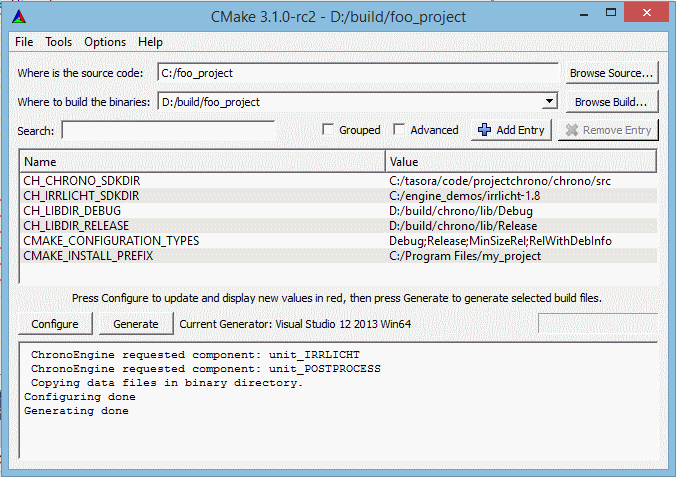 CMake 3.1.0-rc2 - D:/build/foo_project
File Tools Options Help
Where is the source code: C:/foo_project Browse Source...
Where to build the binaries: D:/build/foo_project Browse Build...
Search: Grouped Advanced Add Entry Remove Entry
Name Value
CH_CHRONO_SDKDIR C:/tasora/code/projectchrono/chrono/src
CH_IRRLICHT_SDKDIR C:/engine_demos/irrlicht-1.8
CH_LIBDIR_DEBUG D:/build/chrono/lib/Debug
CH_LIBDIR_RELEASE D:/build/chrono/lib/Release
CMAKE_CONFIGURATION_TYPES Debug;Release;MinSizeRel;RelWithDebInfo
CMAKE_INSTALL_PREFIX C:/Program Files/my_project
Press Configure to update and display new values in red, then press Generate to generate selected build files.
Configure Generate Current Generator: Visual Studio 12 2013 Win64
ChronoEngine requested component: unit_IRRLICHT
ChronoEngine requested component: unit_POSTPROCESS
Copying data files in binary directory.
Configuring done
Generating done